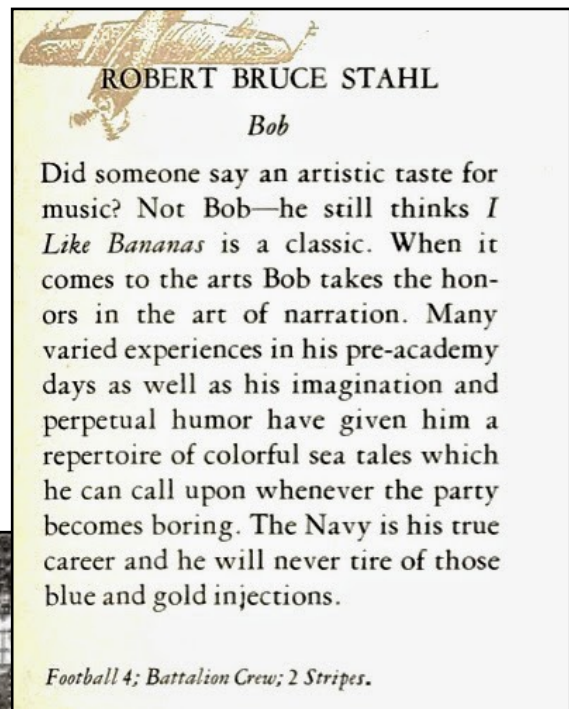 ROBERT BRUCE STAHL
Bob
Did someone say an artistic taste for
music? Not Bob—he still thinks I
Like Bananas is a classic. When it
comes to the arts Bob takes the hon-
ors in the art of narration. Many
varied experiences in his pre-academy
days as well as his imagination and
perpetual humor have given him a
repertoire of colorful sea tales which
he can call upon whenever the party
becomes boring. The Navy is his true
career and he will never tire of those
blue and gold injections.
Football 4; Battalion Crew; 2 Stripes.